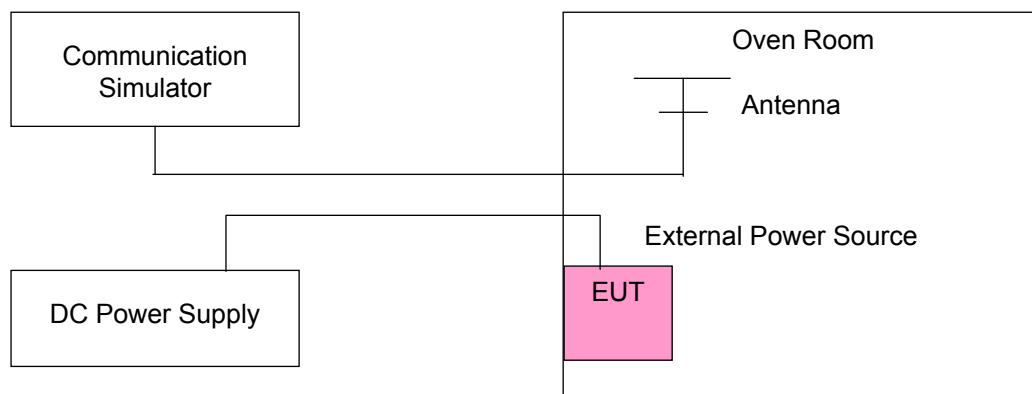 Communication
Simulator
Oven Room
Antenna
External Power Source
EUT
DC Power Supply